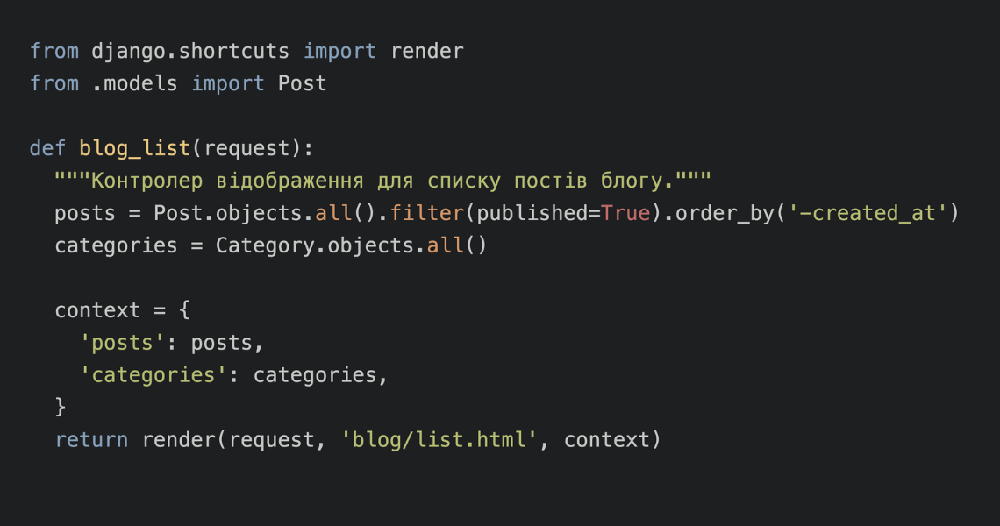 from django.shortcuts import render
from .models import Post

def blog_list(request):
  """Контролер відображення для списку постів блогу."""
  posts = Post.objects.all().filter(published=True).order_by('-created_at')
  categories = Category.objects.all()

  context = {
    'posts': posts,
    'categories': categories,
  }
  return render(request, 'blog/list.html', context)